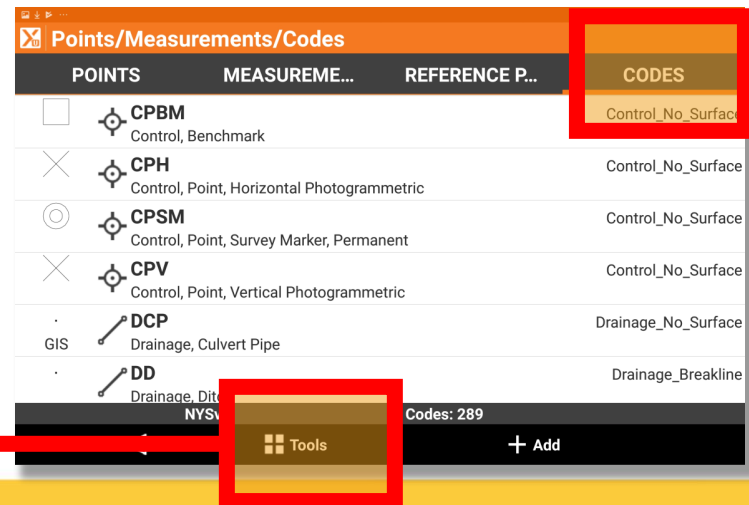 Points/Measurements/Codes
POINTS MEASUREME... REFERENCE P... CODES
CPBM Control_No_Surface
Control, Benchmark
CPH Control_No_Surface
Control, Point, Horizontal Photogrammetric
CPSM Control_No_Surface
Control, Point, Survey Marker, Permanent
CPV Control_No_Surface
Control, Point, Vertical Photogrammetric
DCP Drainage_No_Surface
GIS Drainage, Culvert Pipe
DD Drainage_Breakline
Drainage,
Codes: 289
Tools + Add